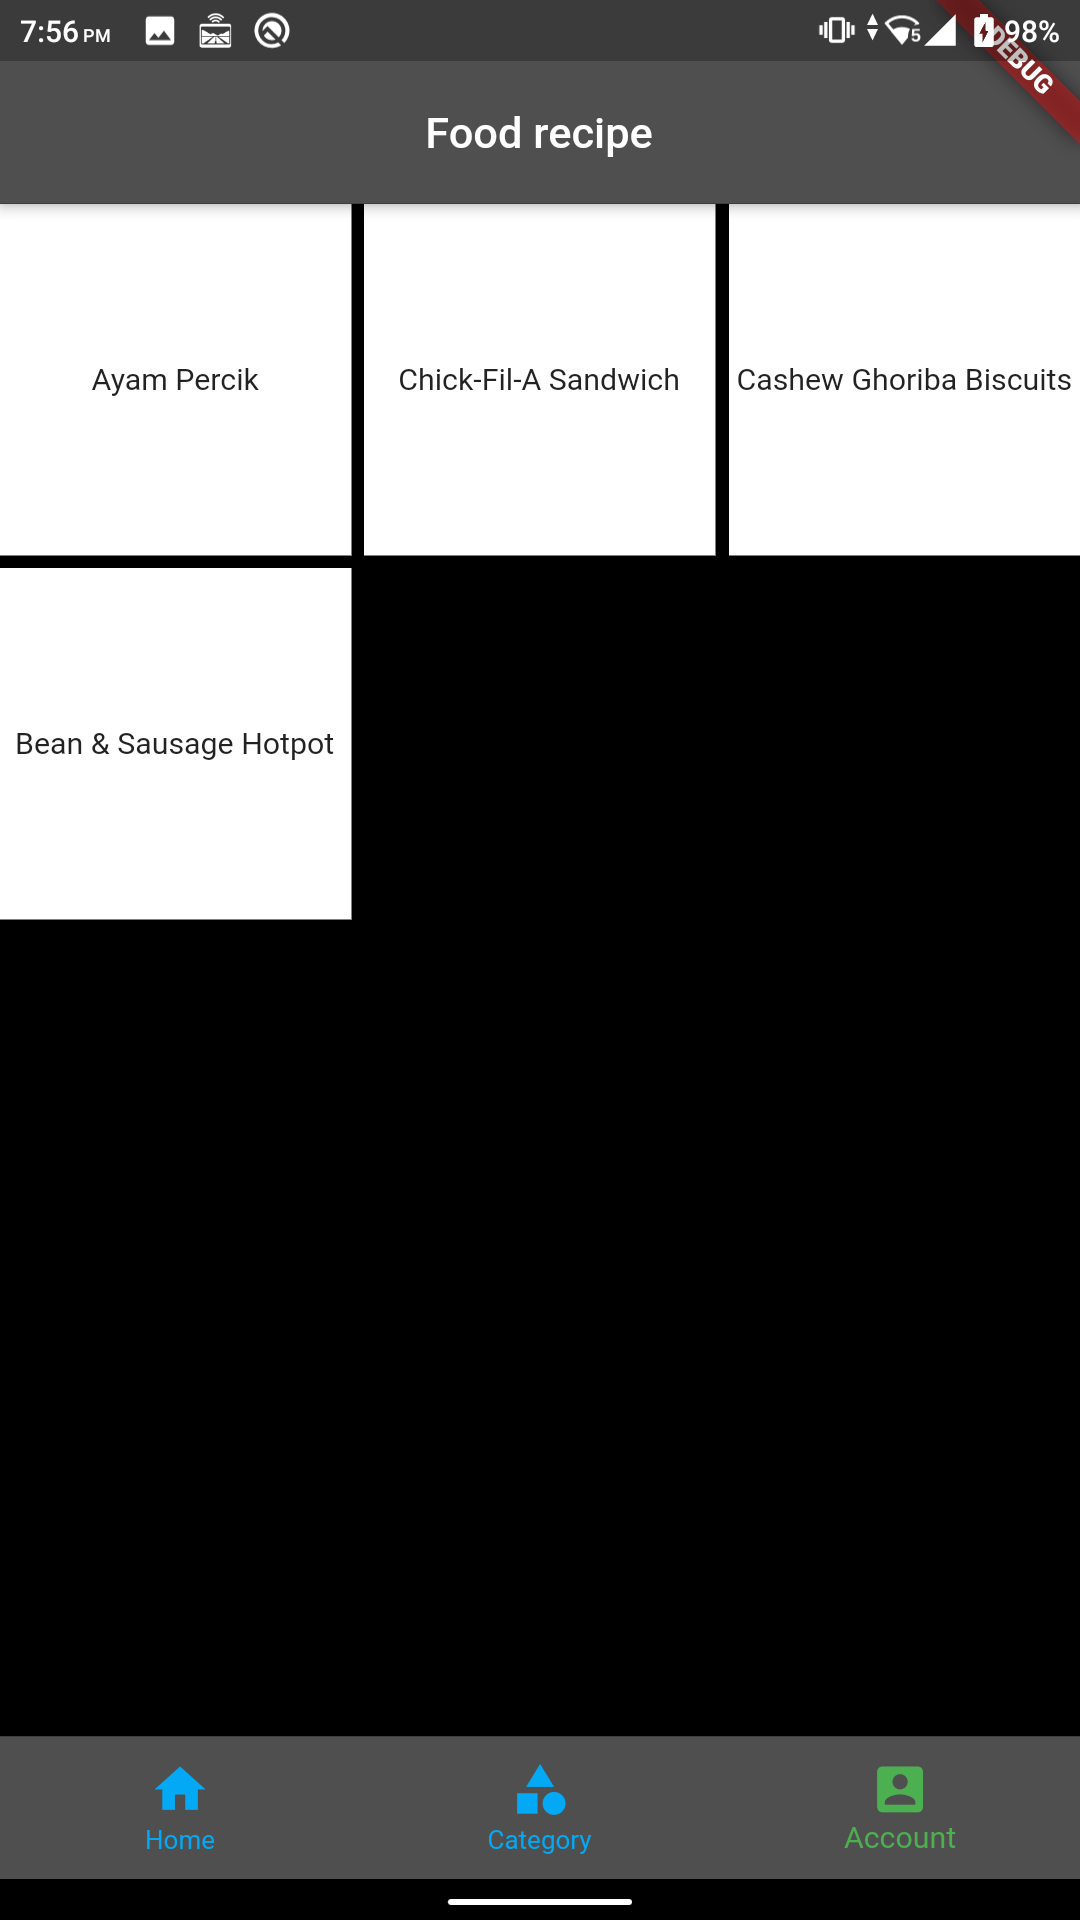 7:56 PM 5 98%
DEBUG
Food recipe
Ayam Percik Chick-Fil-A Sandwich Cashew Ghoriba Biscuits
Bean & Sausage Hotpot
Home Category Account